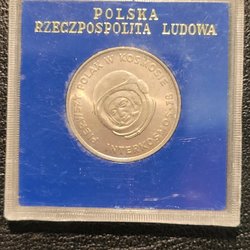 POLSKA
RZECZPOSPOLITA LUDOWA
PIERWSZY POLAK W KOSMOSIE
INTERKOSMOS